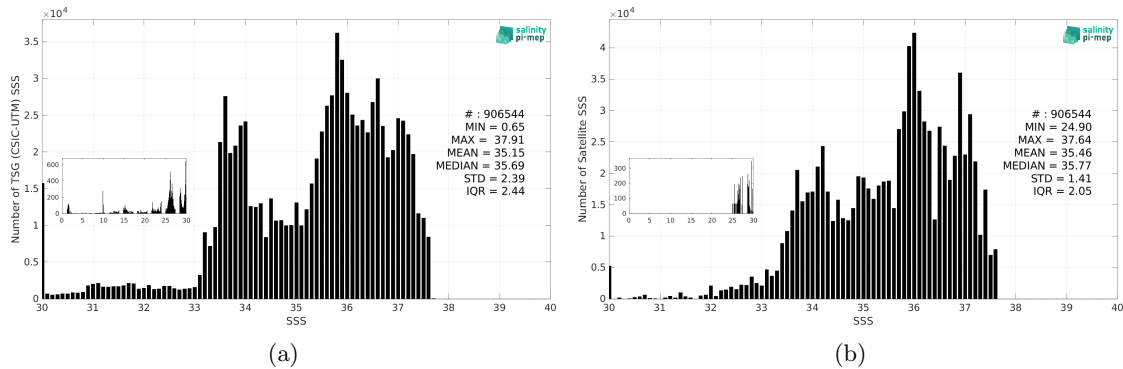 ×10⁴
salinity
pi-mep
Number of TSG (CSIC-UTM) SSS
4
3.5
3
2.5
2
1.5
1
0.5
0
# : 906544
MIN = 0.65
MAX = 37.91
MEAN = 35.15
MEDIAN = 35.69
STD = 2.39
IQR = 2.44
600
400
200
0
0 5 10 15 20 25 30
30 31 32 33 34 35 36 37 38 39 40
SSS
(a)
×10⁴
salinity
pi-mep
Number of Satellite SSS
4
3.5
3
2.5
2
1.5
1
0.5
0
# : 906544
MIN = 24.90
MAX = 37.64
MEAN = 35.46
MEDIAN = 35.77
STD = 1.41
IQR = 2.05
300
200
100
0
0 5 10 15 20 25 30
30 31 32 33 34 35 36 37 38 39 40
SSS
(b)